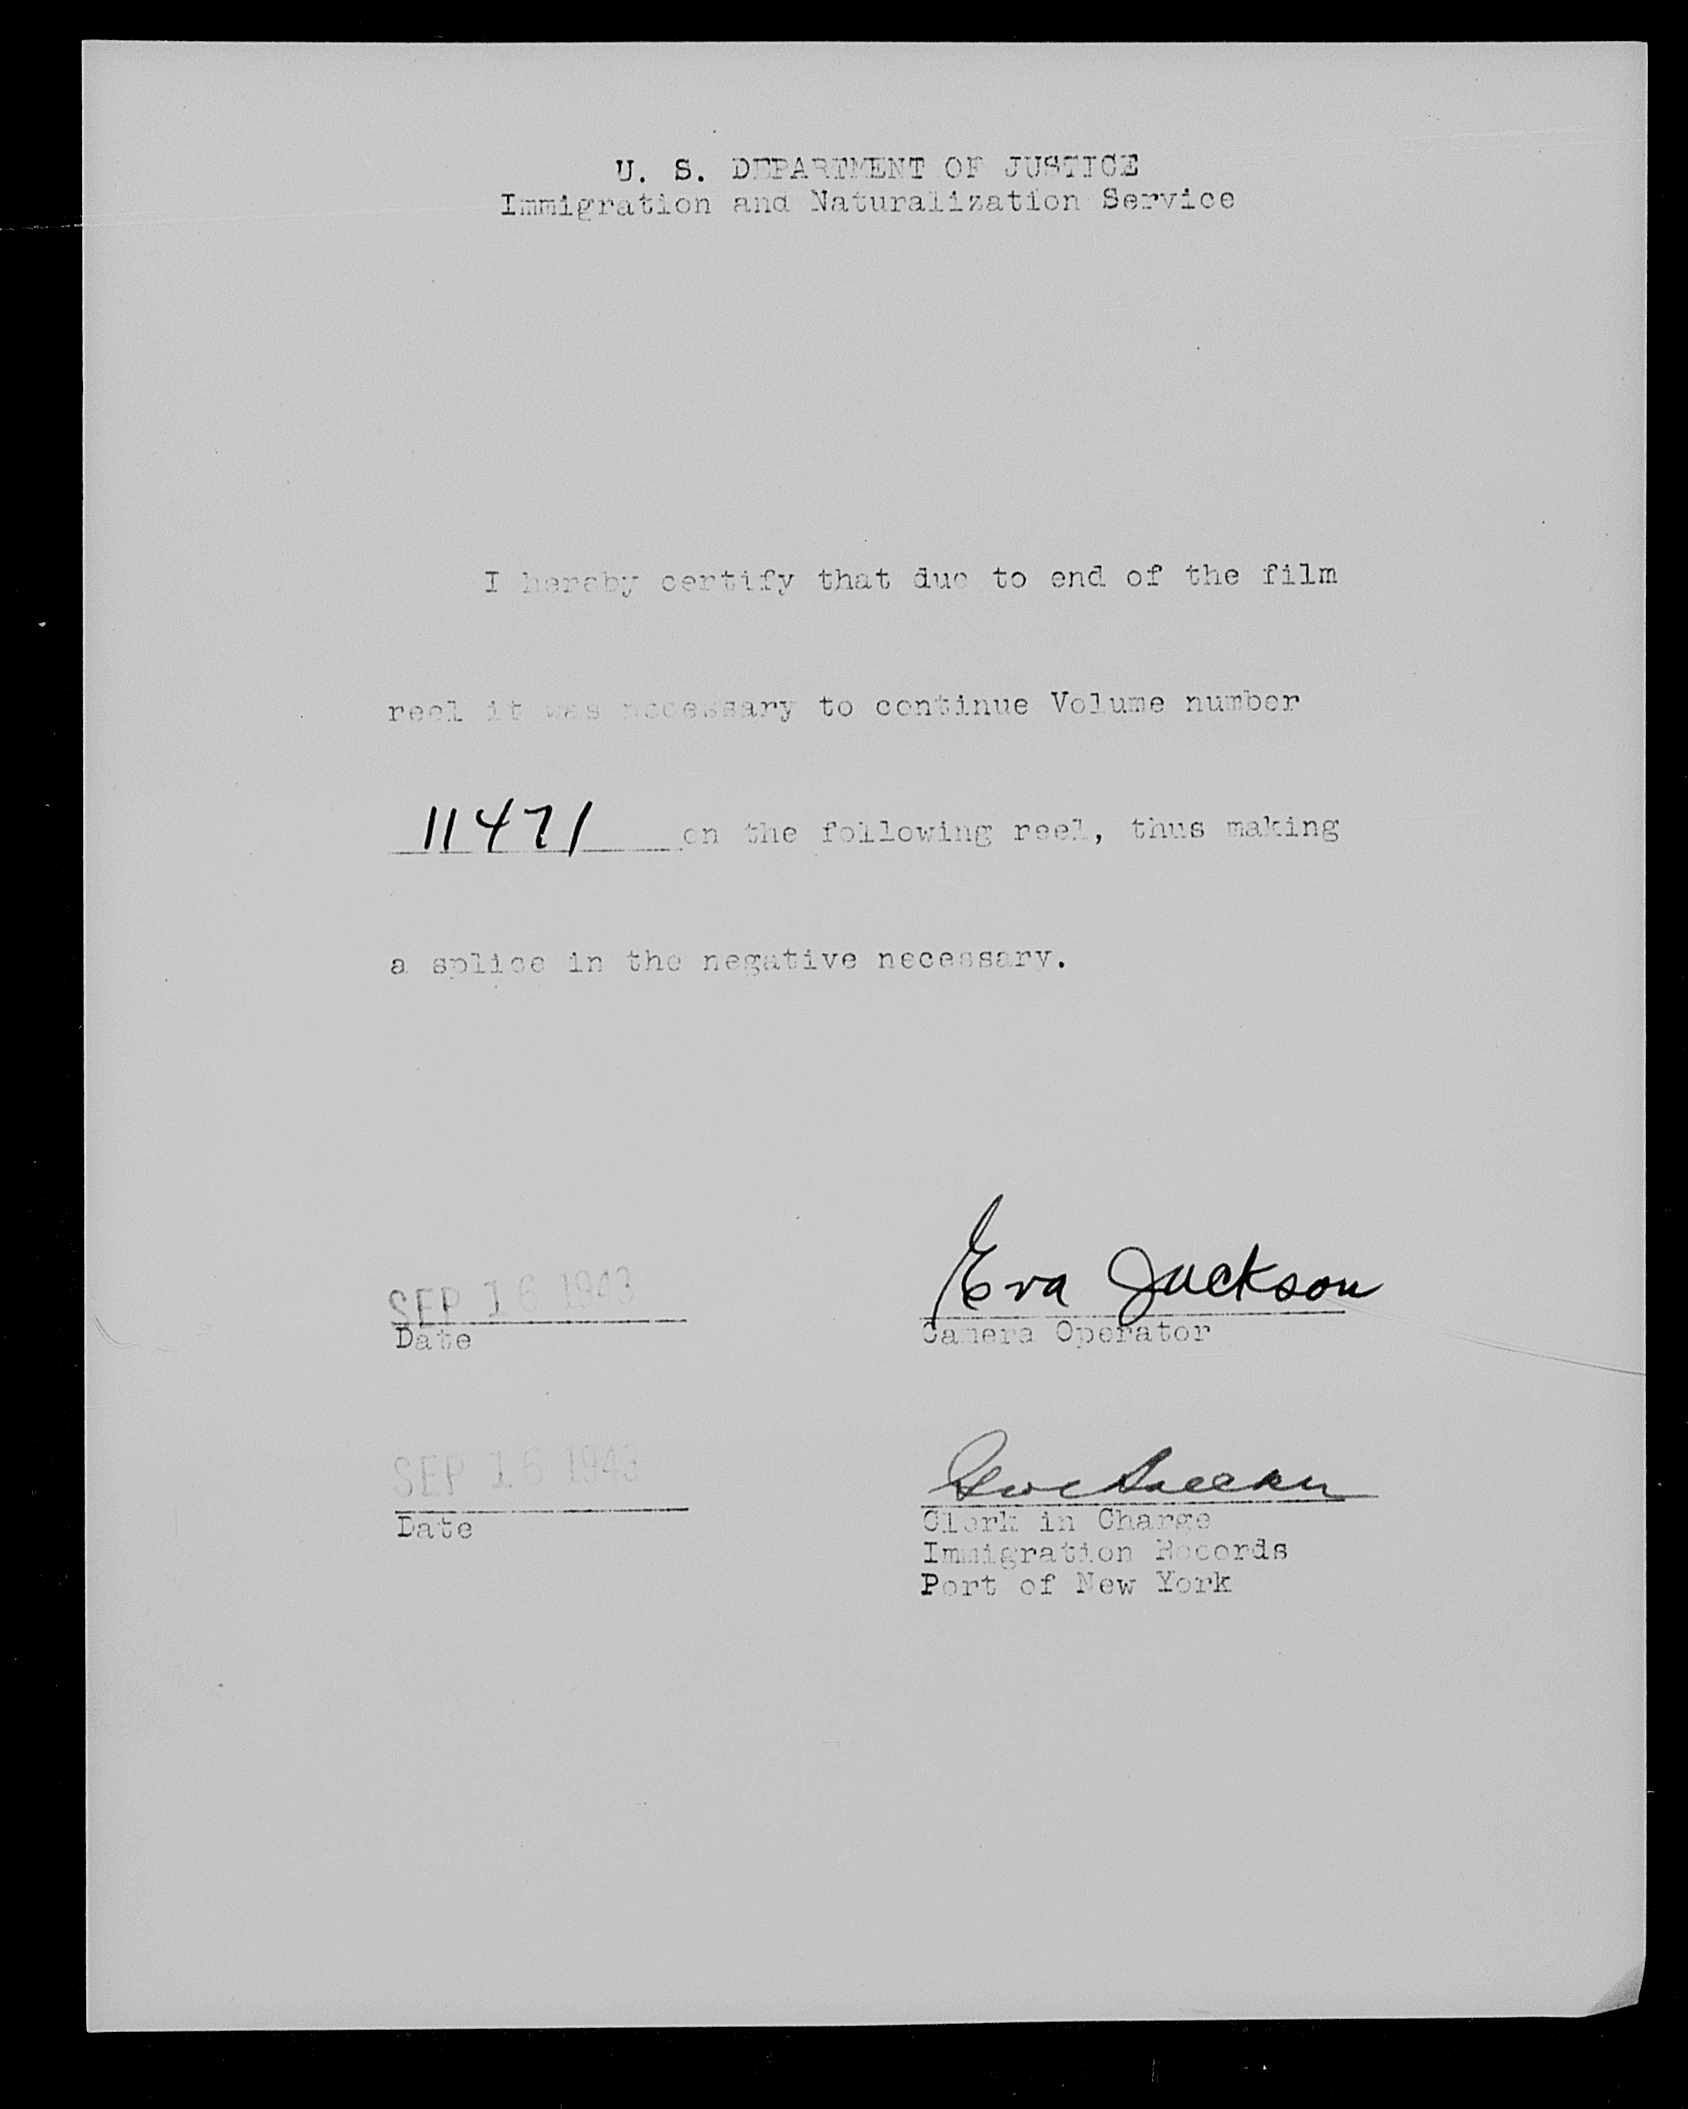 U. S. DEPARTMENT OF JUSTICE
Immigration and Naturalization Service
I hereby certify that due to end of the film
reel it was necessary to continue Volume number
11471 on the following reel, thus making
a splice in the negative necessary.
SEP 16 1943
Date
Eva Jackson
Camera Operator
SEP 16 1943
Date
Clerk in Charge
Immigration Records
Port of New York